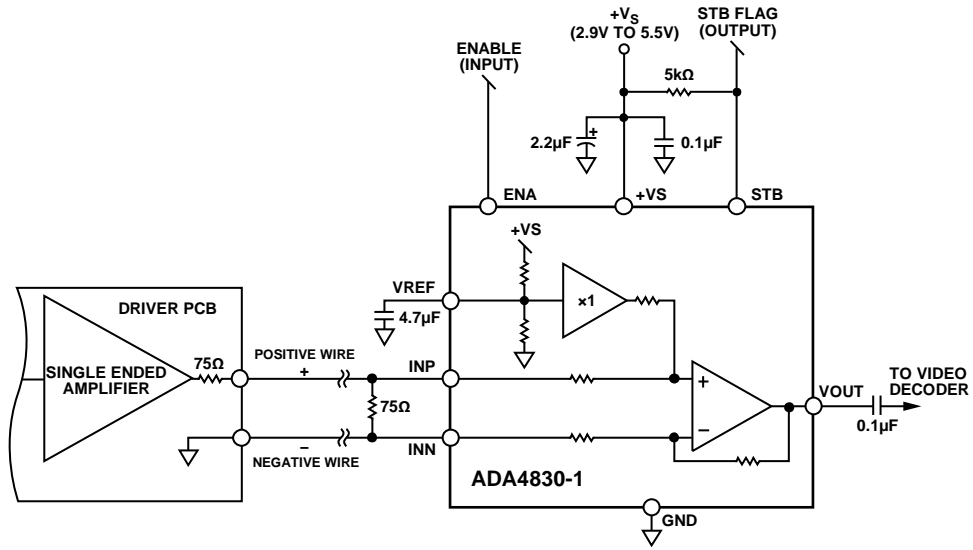 +VS
(2.9V TO 5.5V)
STB FLAG
(OUTPUT)
ENABLE
(INPUT)
5kΩ
2.2µF
+
0.1µF
ENA
+VS
STB
+VS
VREF
4.7µF
×1
DRIVER PCB
SINGLE ENDED
AMPLIFIER
75Ω
POSITIVE WIRE
+
INP
75Ω
–
NEGATIVE WIRE
INN
+
–
VOUT
TO VIDEO
DECODER
0.1µF
ADA4830-1
GND